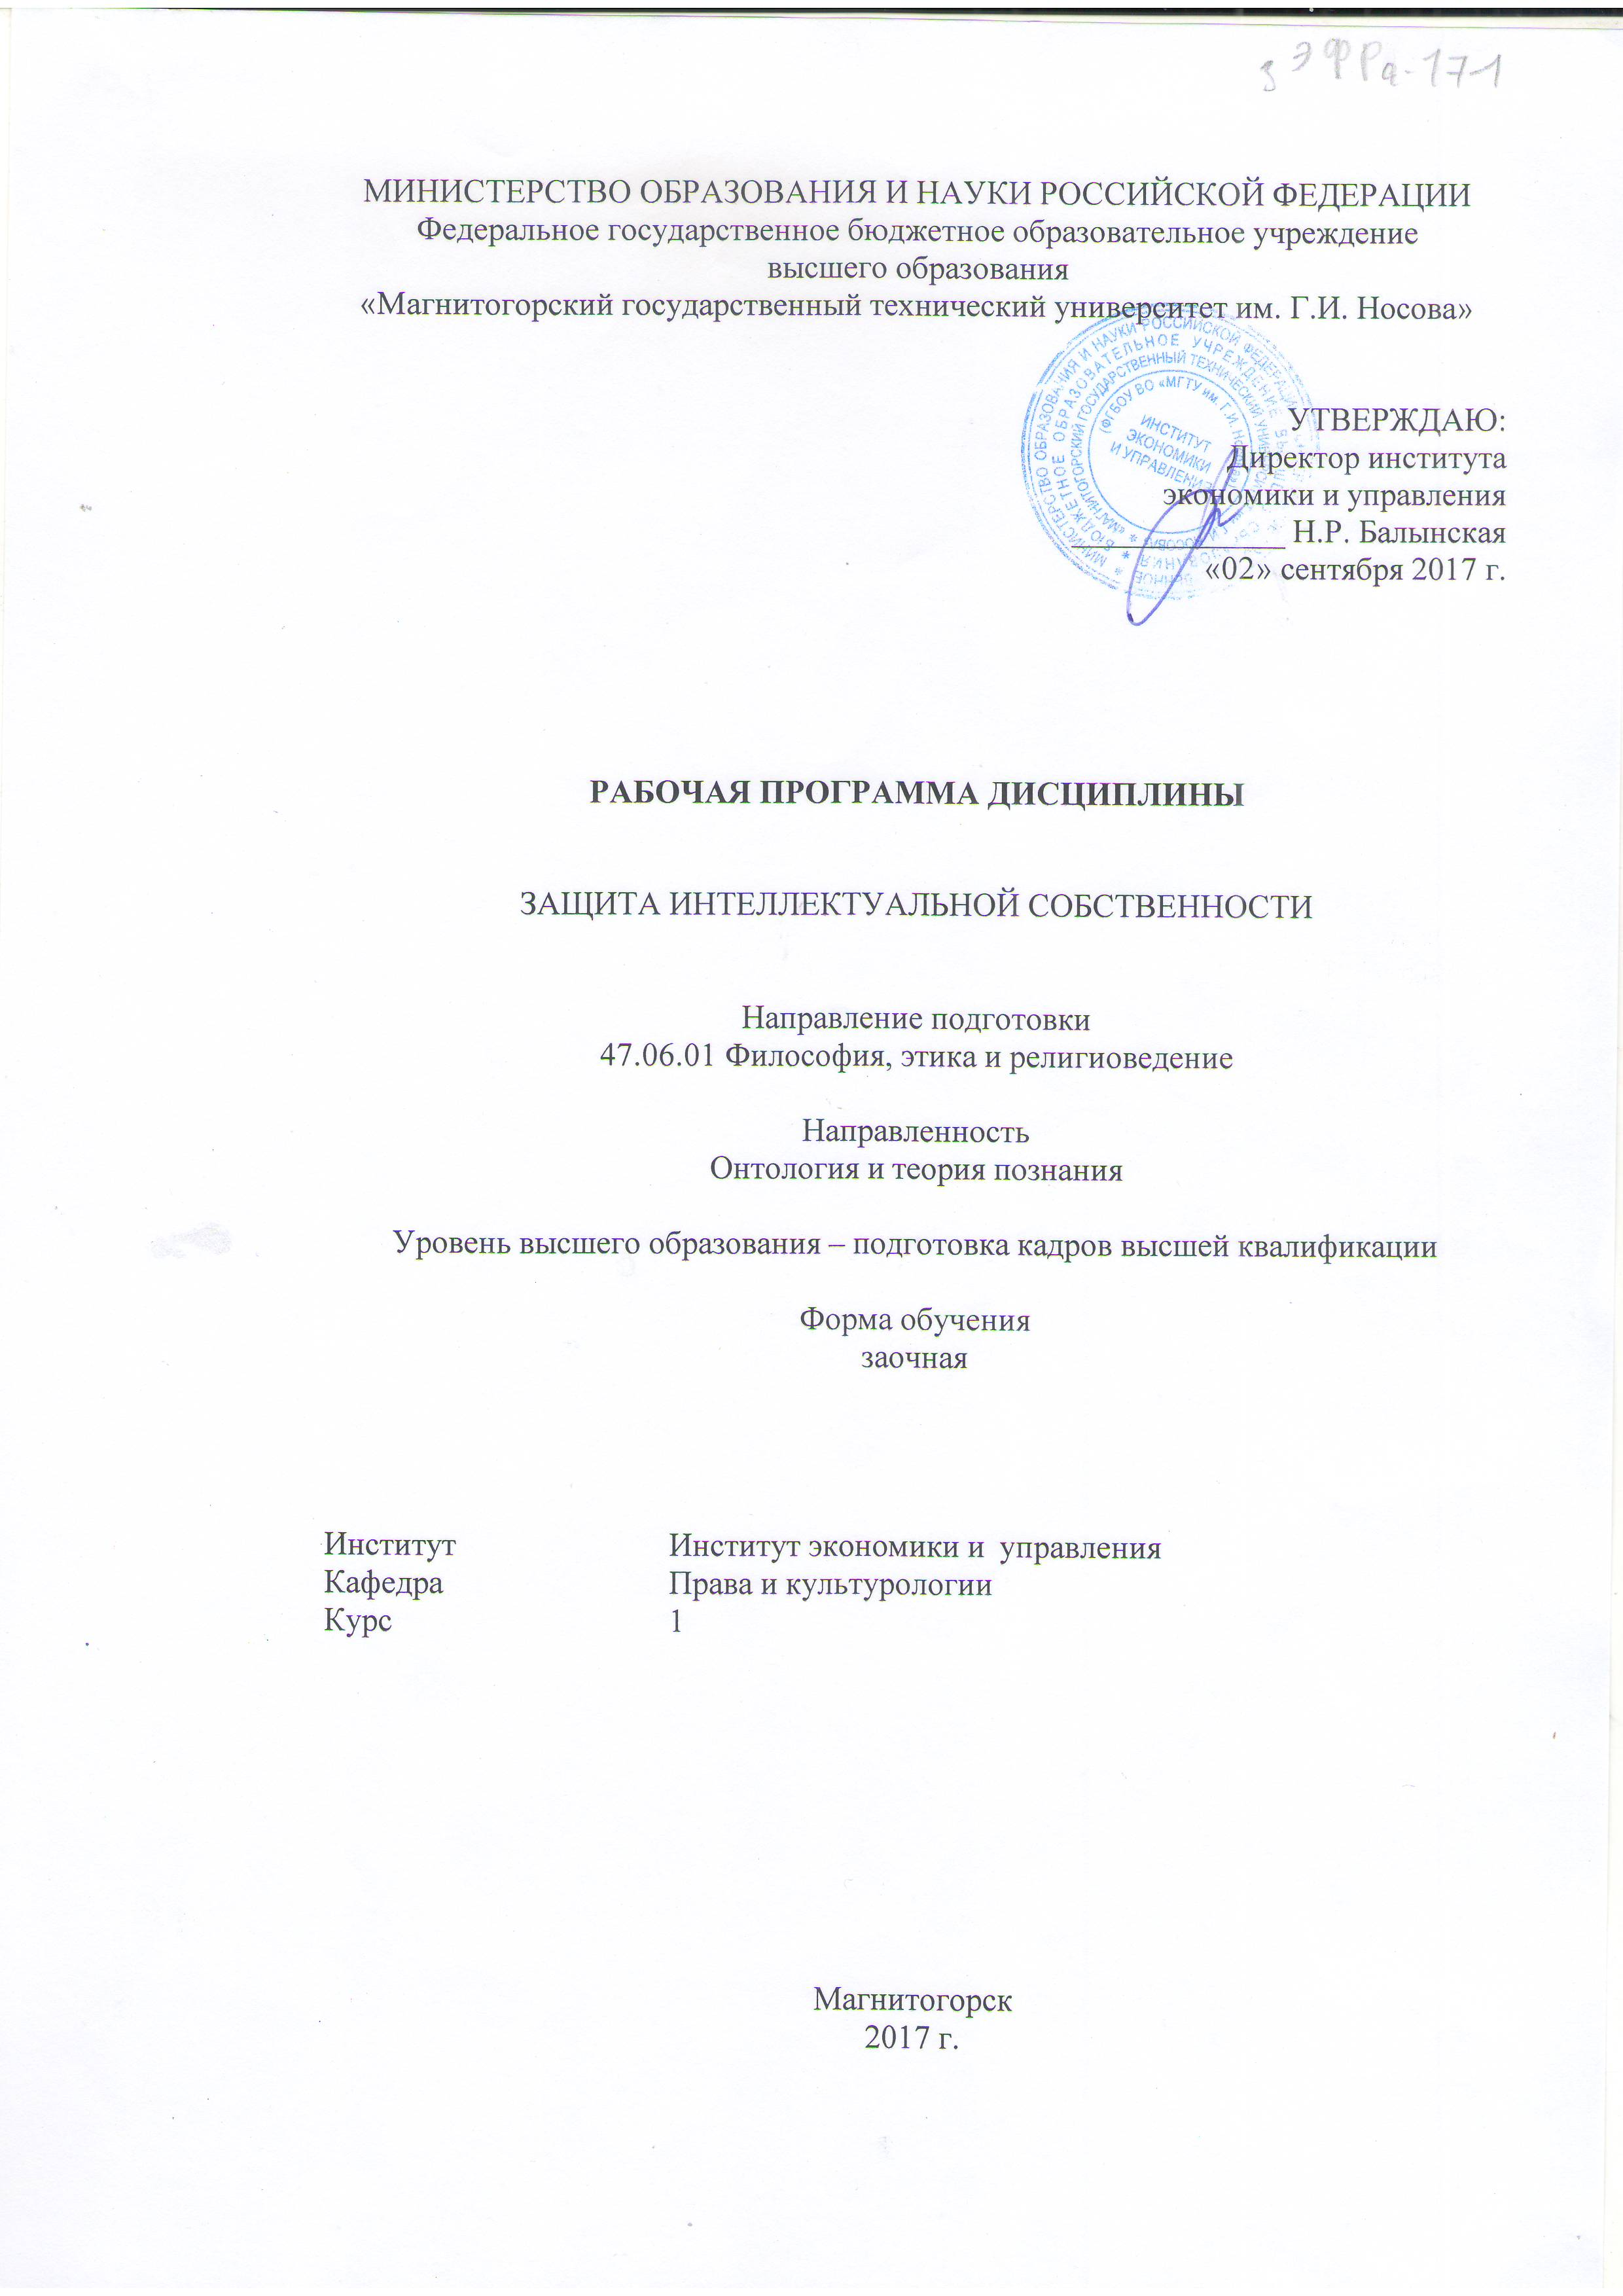 зЭФРа-171
МИНИСТЕРСТВО ОБРАЗОВАНИЯ И НАУКИ РОССИЙСКОЙ ФЕДЕРАЦИИ
Федеральное государственное бюджетное образовательное учреждение
высшего образования
«Магнитогорский государственный технический университет им. Г.И. Носова»
ИНСТИТУТ
ЭКОНОМИКИ
И УПРАВЛЕНИЯ
УТВЕРЖДАЮ:
Директор института
экономики и управления
Н.Р. Балынская
«02» сентября 2017 г.
РАБОЧАЯ ПРОГРАММА ДИСЦИПЛИНЫ
ЗАЩИТА ИНТЕЛЛЕКТУАЛЬНОЙ СОБСТВЕННОСТИ
Направление подготовки
47.06.01 Философия, этика и религиоведение
Направленность
Онтология и теория познания
Уровень высшего образования – подготовка кадров высшей квалификации
Форма обучения
заочная
Институт Институт экономики и управления
Кафедра Права и культурологии
Курс 1
Магнитогорск
2017 г.